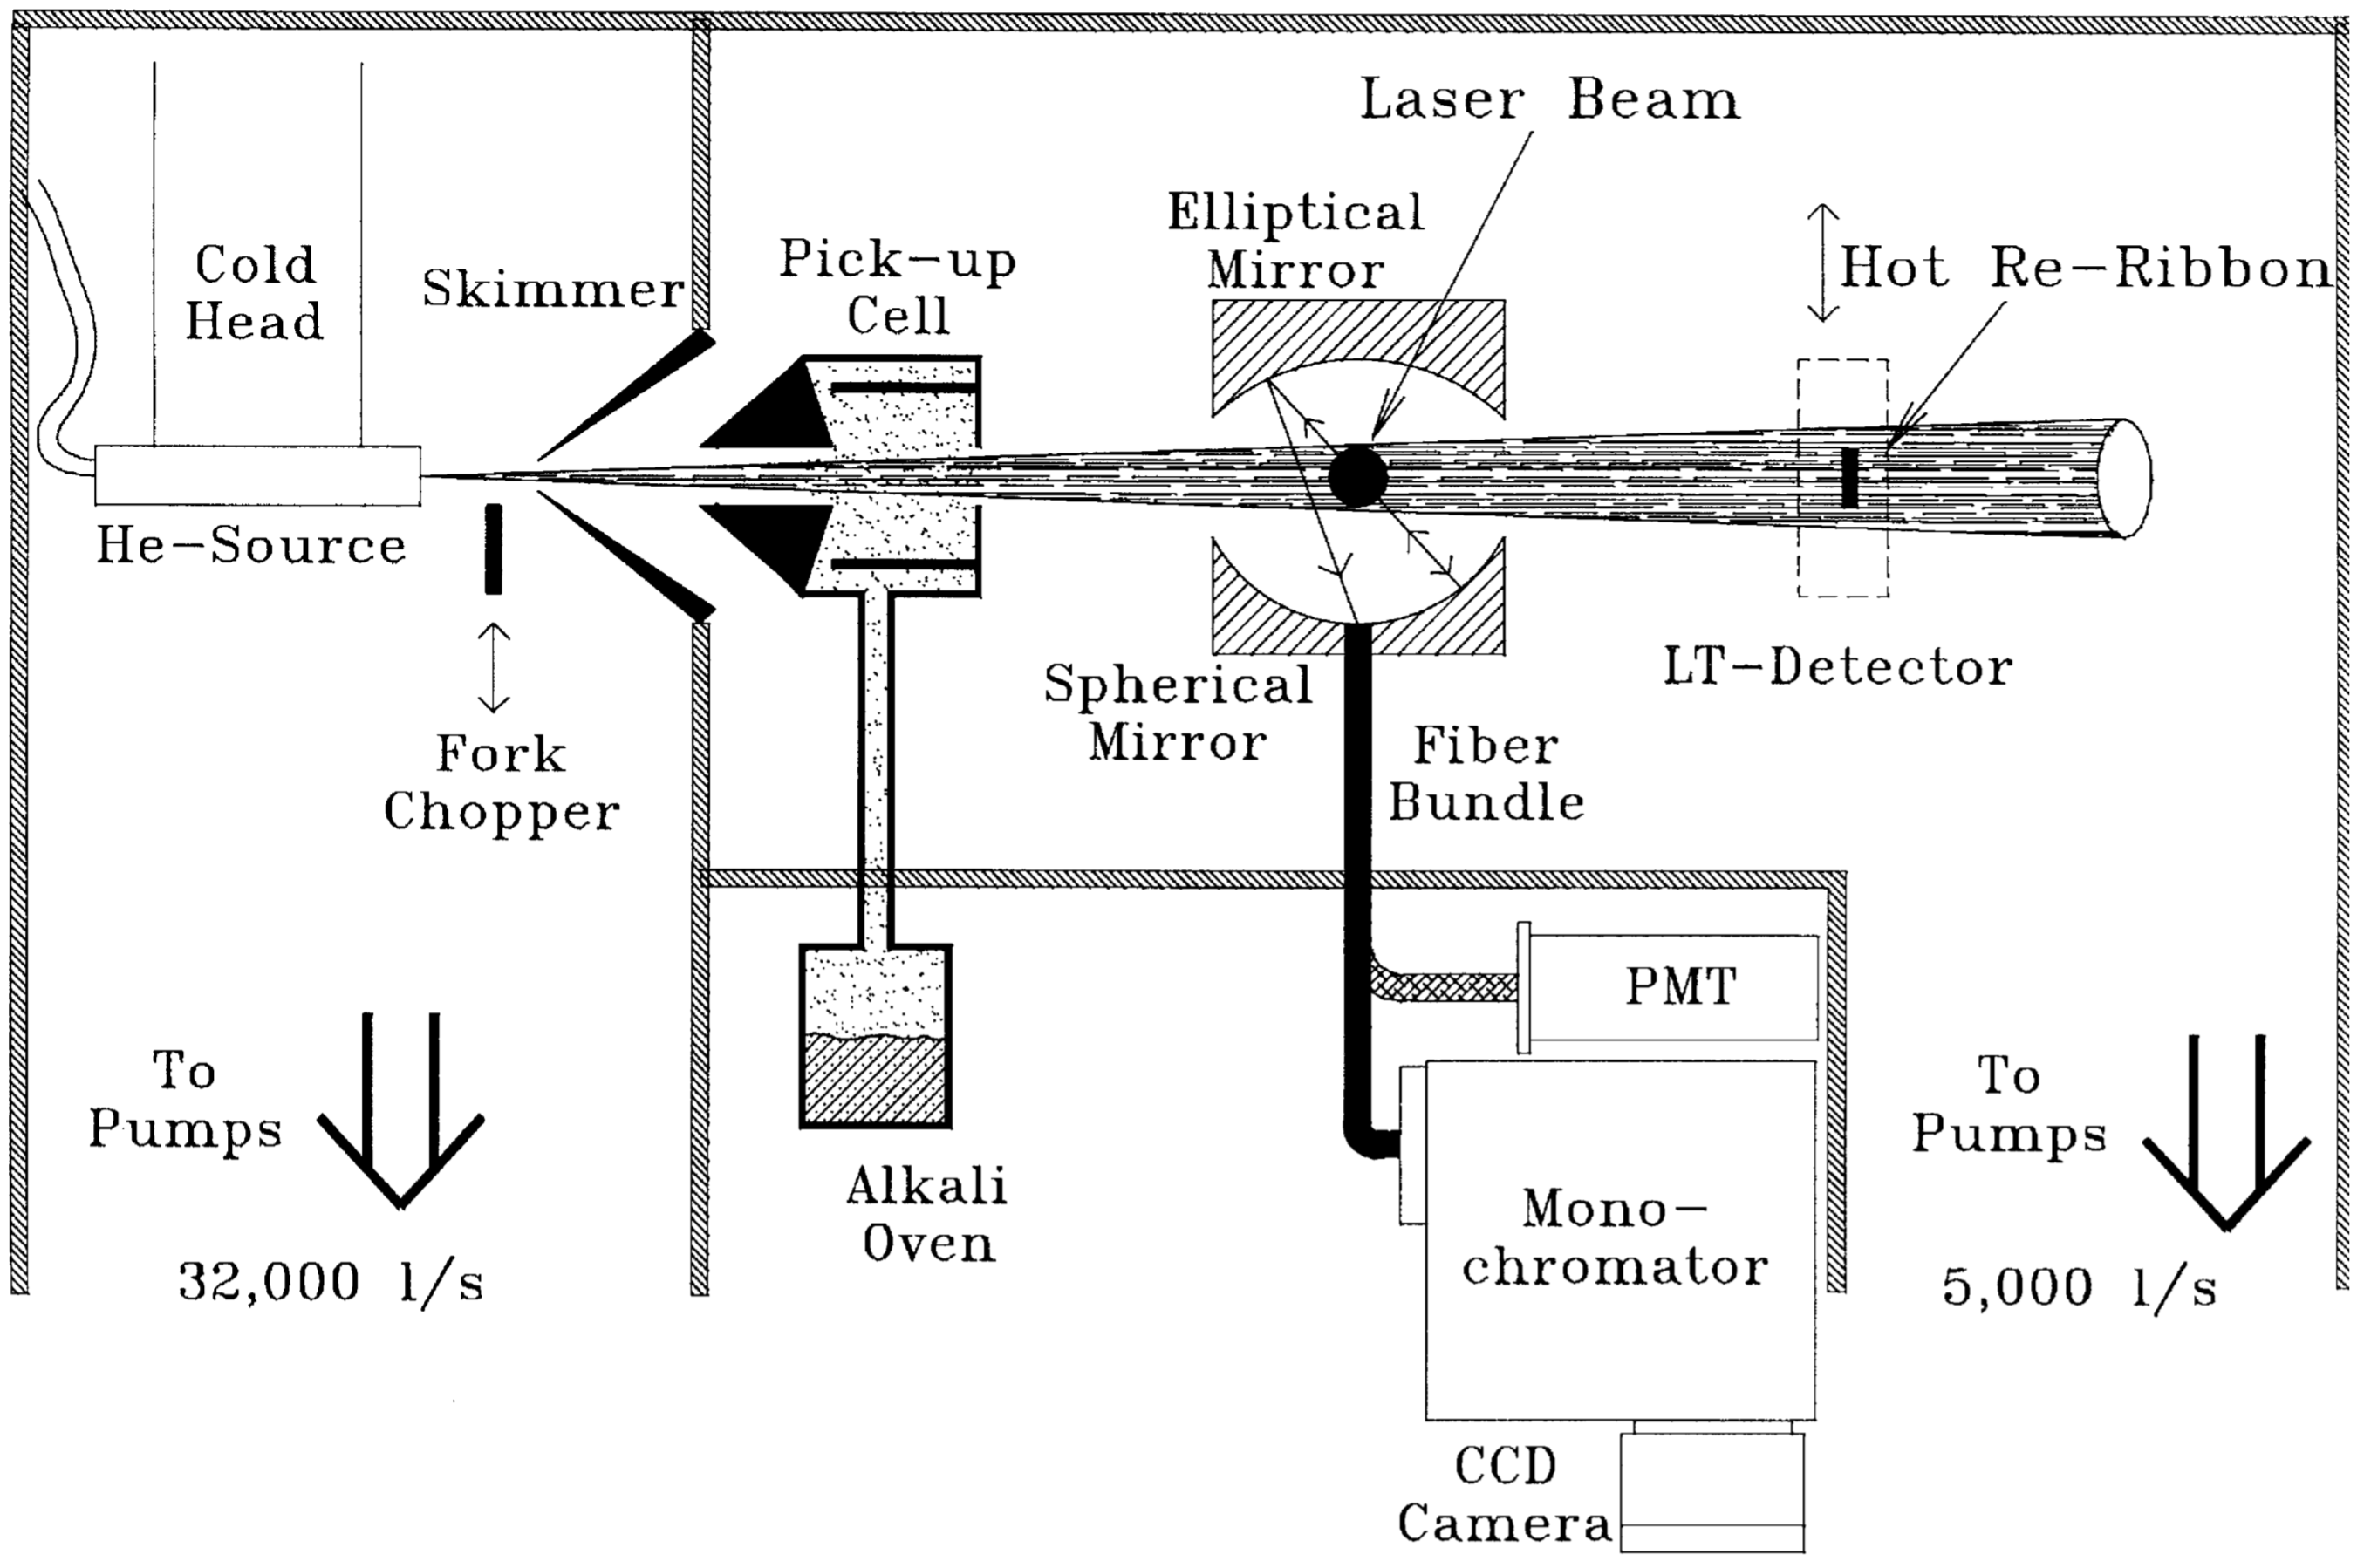 Laser Beam
Elliptical
Mirror
Hot Re-Ribbon
Cold
Head
Skimmer
Pick-up
Cell
He-Source
LT-Detector
Spherical
Mirror
Fork
Chopper
Fiber
Bundle
PMT
To
Pumps
32,000 l/s
Alkali
Oven
Mono-
chromator
To
Pumps
5,000 l/s
CCD
Camera